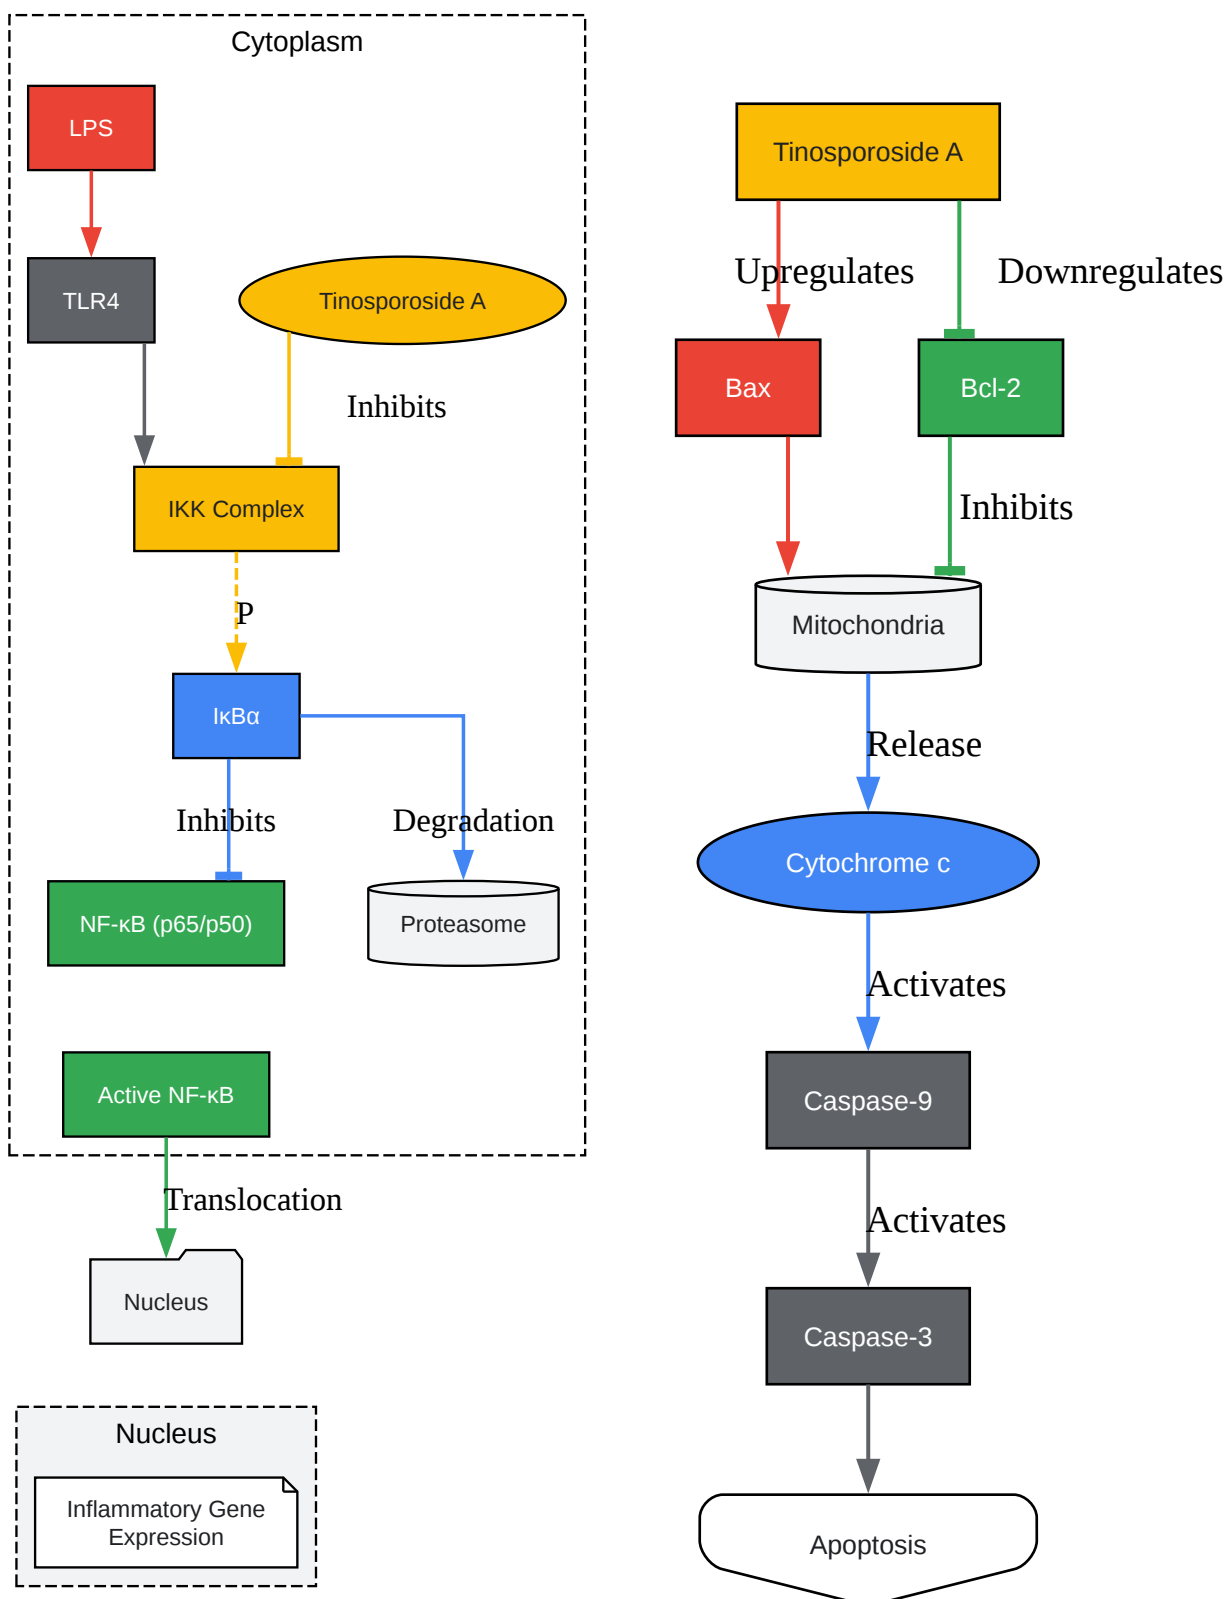 Cytoplasm
LPS
TLR4
Tinosporoside A
Inhibits
IKK Complex
P
IκBα
Inhibits
Degradation
NF-κB (p65/p50)
Proteasome
Active NF-κB
Translocation
Nucleus
Nucleus
Inflammatory Gene
Expression
Tinosporoside A
Upregulates
Downregulates
Bax
Bcl-2
Inhibits
Mitochondria
Release
Cytochrome c
Activates
Caspase-9
Activates
Caspase-3
Apoptosis